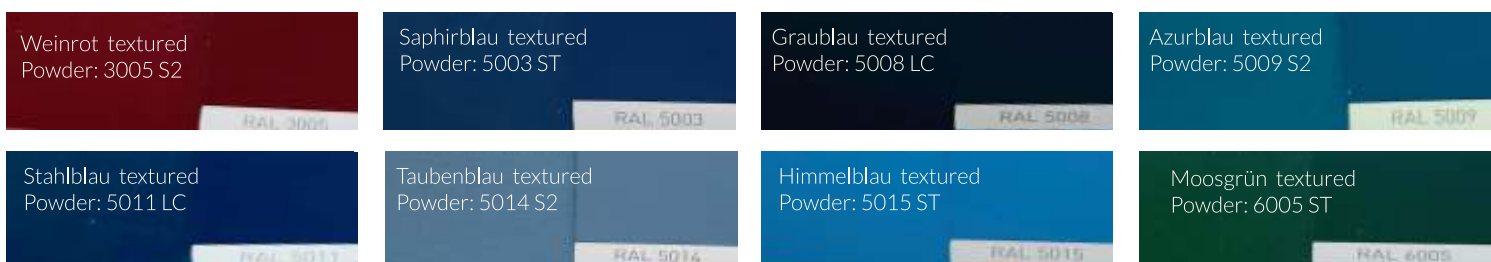 Weinrot textured
Powder: 3005 S2
RAL 3005
Saphirblau textured
Powder: 5003 ST
RAL 5003
Graublau textured
Powder: 5008 LC
RAL 5008
Azurblau textured
Powder: 5009 S2
RAL 5009
Stahlblau textured
Powder: 5011 LC
RAL 5011
Taubenblau textured
Powder: 5014 S2
RAL 5014
Himmelblau textured
Powder: 5015 ST
RAL 5015
Moosgrün textured
Powder: 6005 ST
RAL 6005